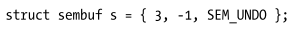 struct sembuf s = { 3, -1, SEM_UNDO };